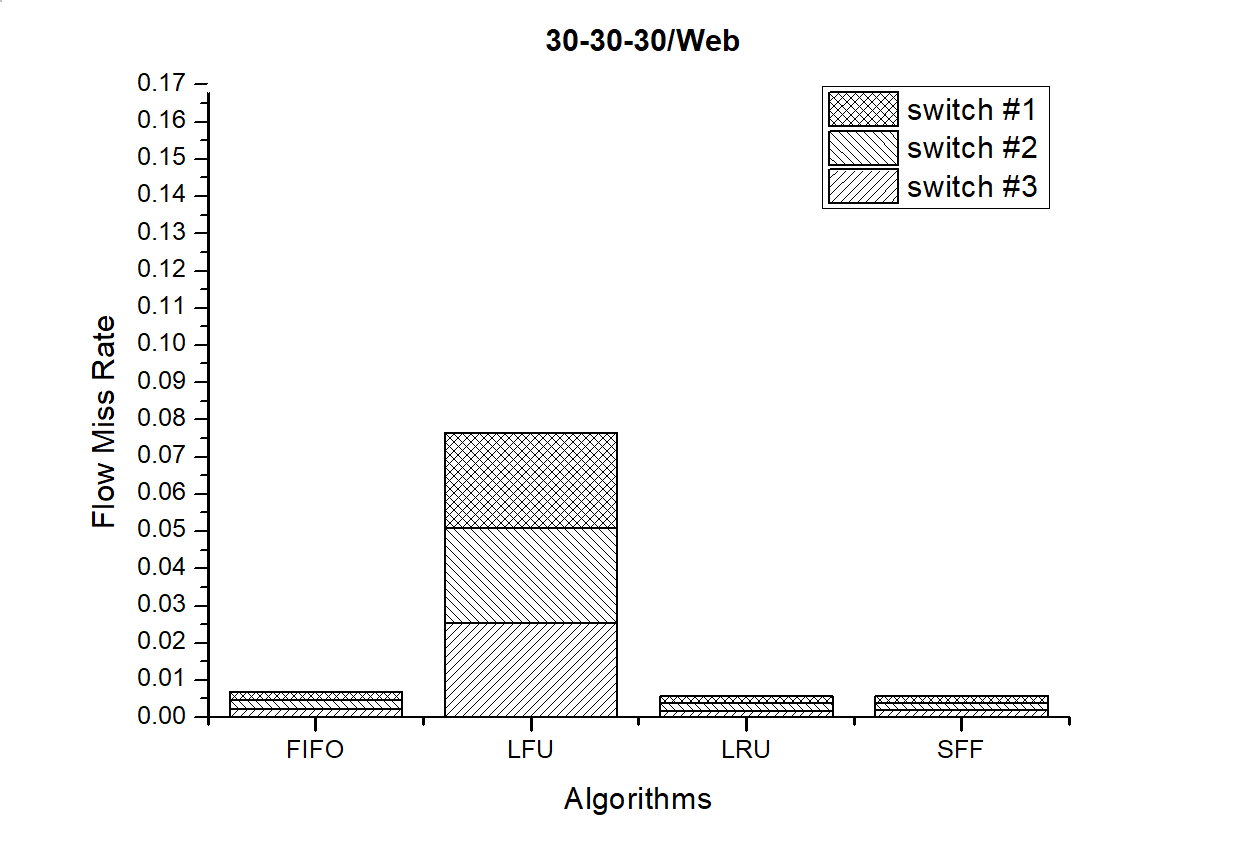 30-30-30/Web
switch #1
switch #2
switch #3
Flow Miss Rate
0.17
0.16
0.15
0.14
0.13
0.12
0.11
0.10
0.09
0.08
0.07
0.06
0.05
0.04
0.03
0.02
0.01
0.00
FIFO LFU LRU SFF
Algorithms